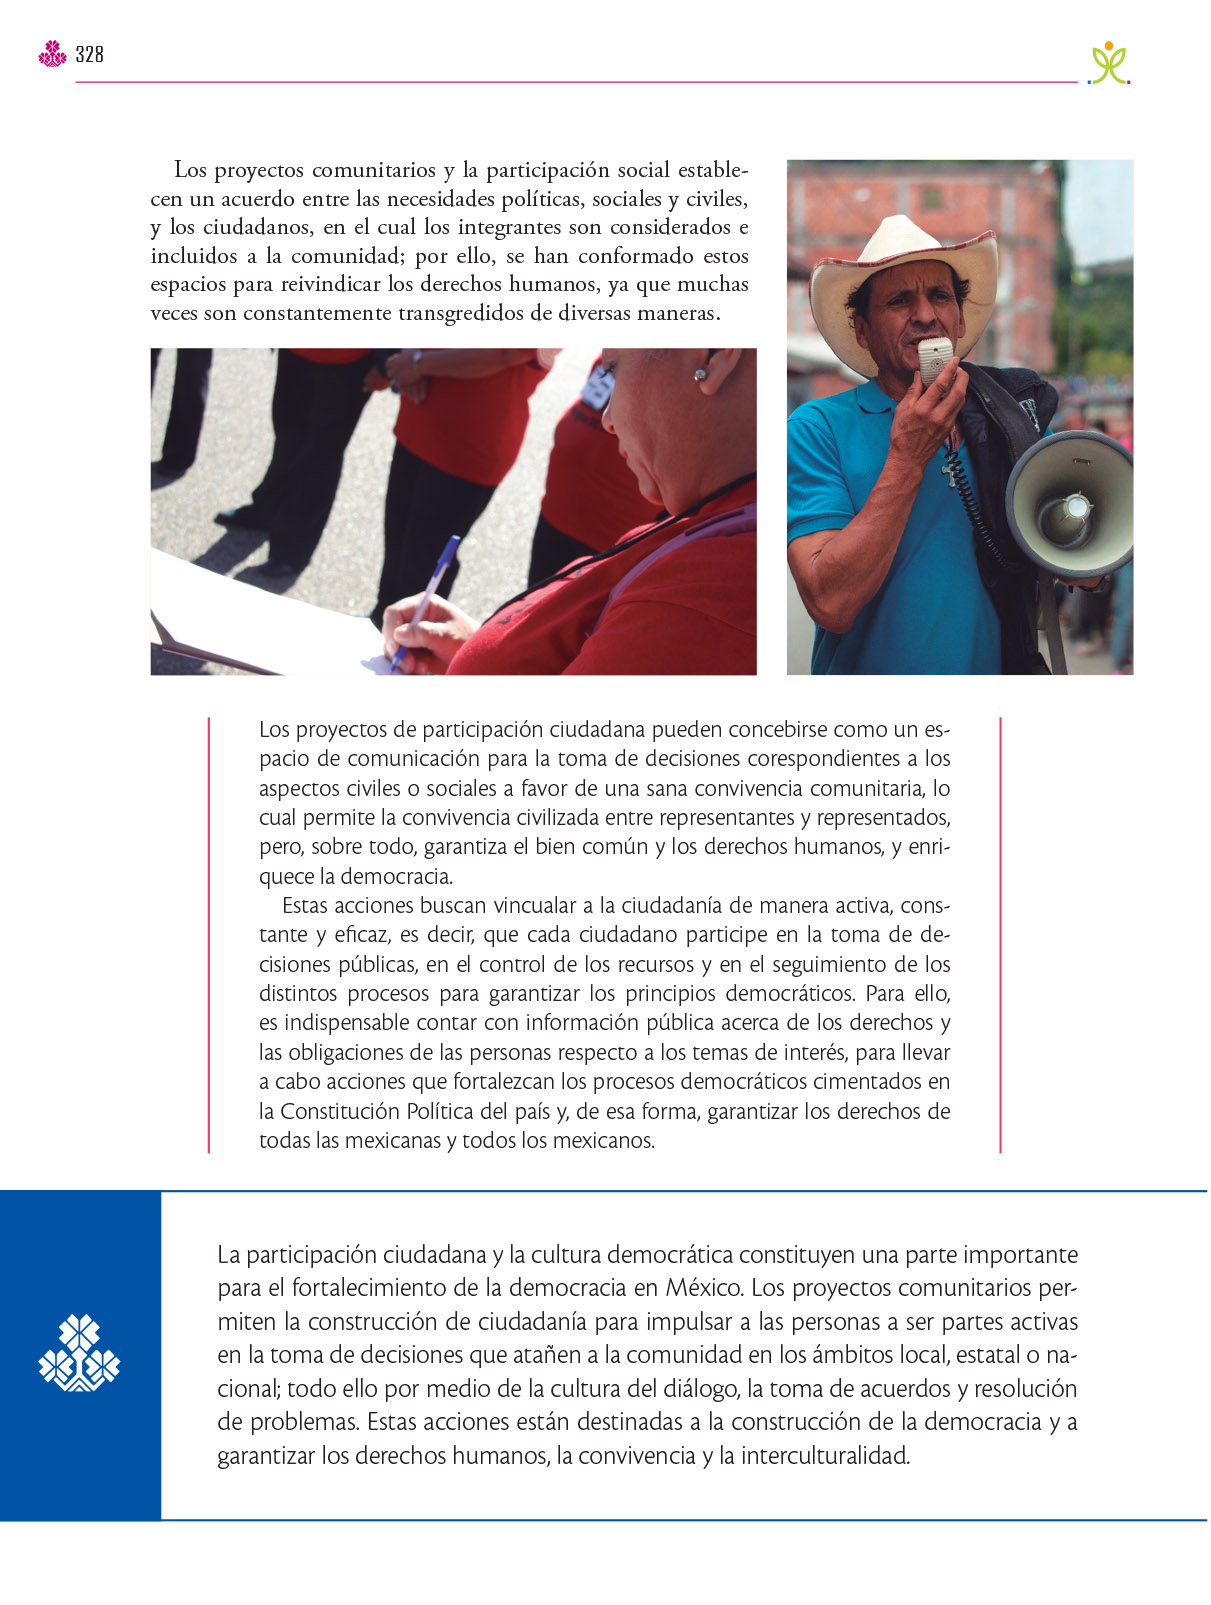 328
Los proyectos comunitarios y la participación social estable-
cen un acuerdo entre las necesidades políticas, sociales y civiles,
y los ciudadanos, en el cual los integrantes son considerados e
incluidos a la comunidad; por ello, se han conformado estos
espacios para reivindicar los derechos humanos, ya que muchas
veces son constantemente transgredidos de diversas maneras.
Los proyectos de participación ciudadana pueden concebirse como un es-
pacio de comunicación para la toma de decisiones corespondientes a los
aspectos civiles o sociales a favor de una sana convivencia comunitaria, lo
cual permite la convivencia civilizada entre representantes y representados,
pero, sobre todo, garantiza el bien común y los derechos humanos, y enri-
quece la democracia.
Estas acciones buscan vincualar a la ciudadanía de manera activa, cons-
tante y eficaz, es decir, que cada ciudadano participe en la toma de de-
cisiones públicas, en el control de los recursos y en el seguimiento de los
distintos procesos para garantizar los principios democráticos. Para ello,
es indispensable contar con información pública acerca de los derechos y
las obligaciones de las personas respecto a los temas de interés, para llevar
a cabo acciones que fortalezcan los procesos democráticos cimentados en
la Constitución Política del país y, de esa forma, garantizar los derechos de
todas las mexicanas y todos los mexicanos.
La participación ciudadana y la cultura democrática constituyen una parte importante
para el fortalecimiento de la democracia en México. Los proyectos comunitarios per-
miten la construcción de ciudadanía para impulsar a las personas a ser partes activas
en la toma de decisiones que atañen a la comunidad en los ámbitos local, estatal o na-
cional; todo ello por medio de la cultura del diálogo, la toma de acuerdos y resolución
de problemas. Estas acciones están destinadas a la construcción de la democracia y a
garantizar los derechos humanos, la convivencia y la interculturalidad.